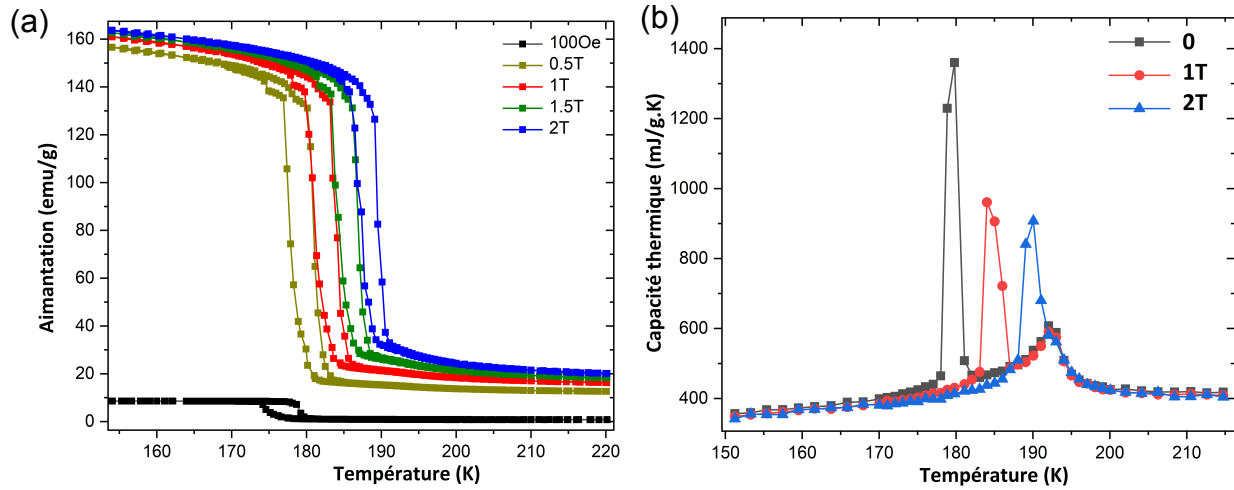 (a)
160
140
120
100
80
60
40
20
0
Aimantation (emu/g)
100Oe
0.5T
1T
1.5T
2T
160 170 180 190 200 210 220
Température (K)
(b)
1400
1200
1000
800
600
400
Capacité thermique (mJ/g.K)
0
1T
2T
150 160 170 180 190 200 210
Température (K)